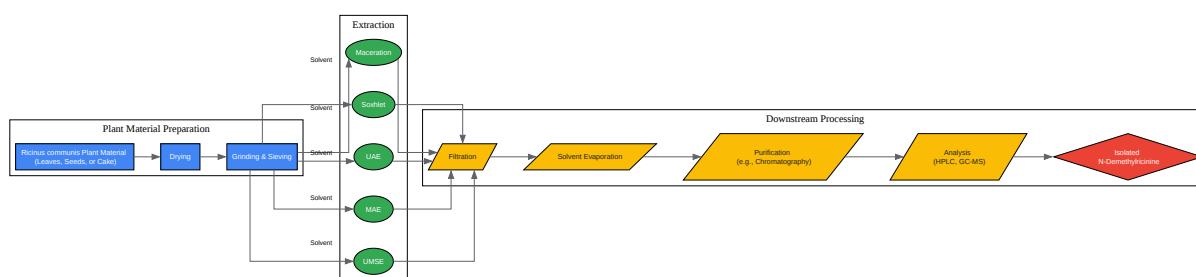 Extraction
Maceration
Solvent
Soxhlet
Solvent
Plant Material Preparation
Downstream Processing
Ricinus communis Plant Material
(Leaves, Seeds, or Cake)
Drying
Grinding & Sieving
Solvent
UAE
Filtration
Solvent Evaporation
Purification
(e.g., Chromatography)
Analysis
(HPLC, GC-MS)
Isolated
N-Demethylricinine
Solvent
MAE
Solvent
UMSE